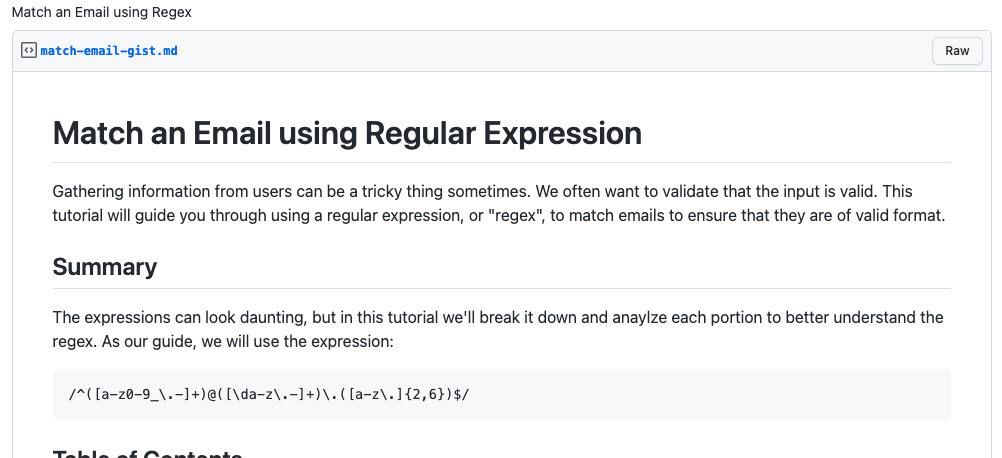 Match an Email using Regex
match-email-gist.md
Raw
Match an Email using Regular Expression
Gathering information from users can be a tricky thing sometimes. We often want to validate that the input is valid. This
tutorial will guide you through using a regular expression, or "regex", to match emails to ensure that they are of valid format.
Summary
The expressions can look daunting, but in this tutorial we'll break it down and anaylze each portion to better understand the
regex. As our guide, we will use the expression:
/^([a-z0-9_\.-]+)@([\da-z\.-]+)\.([a-z\.]{2,6})$/
Table of Contents